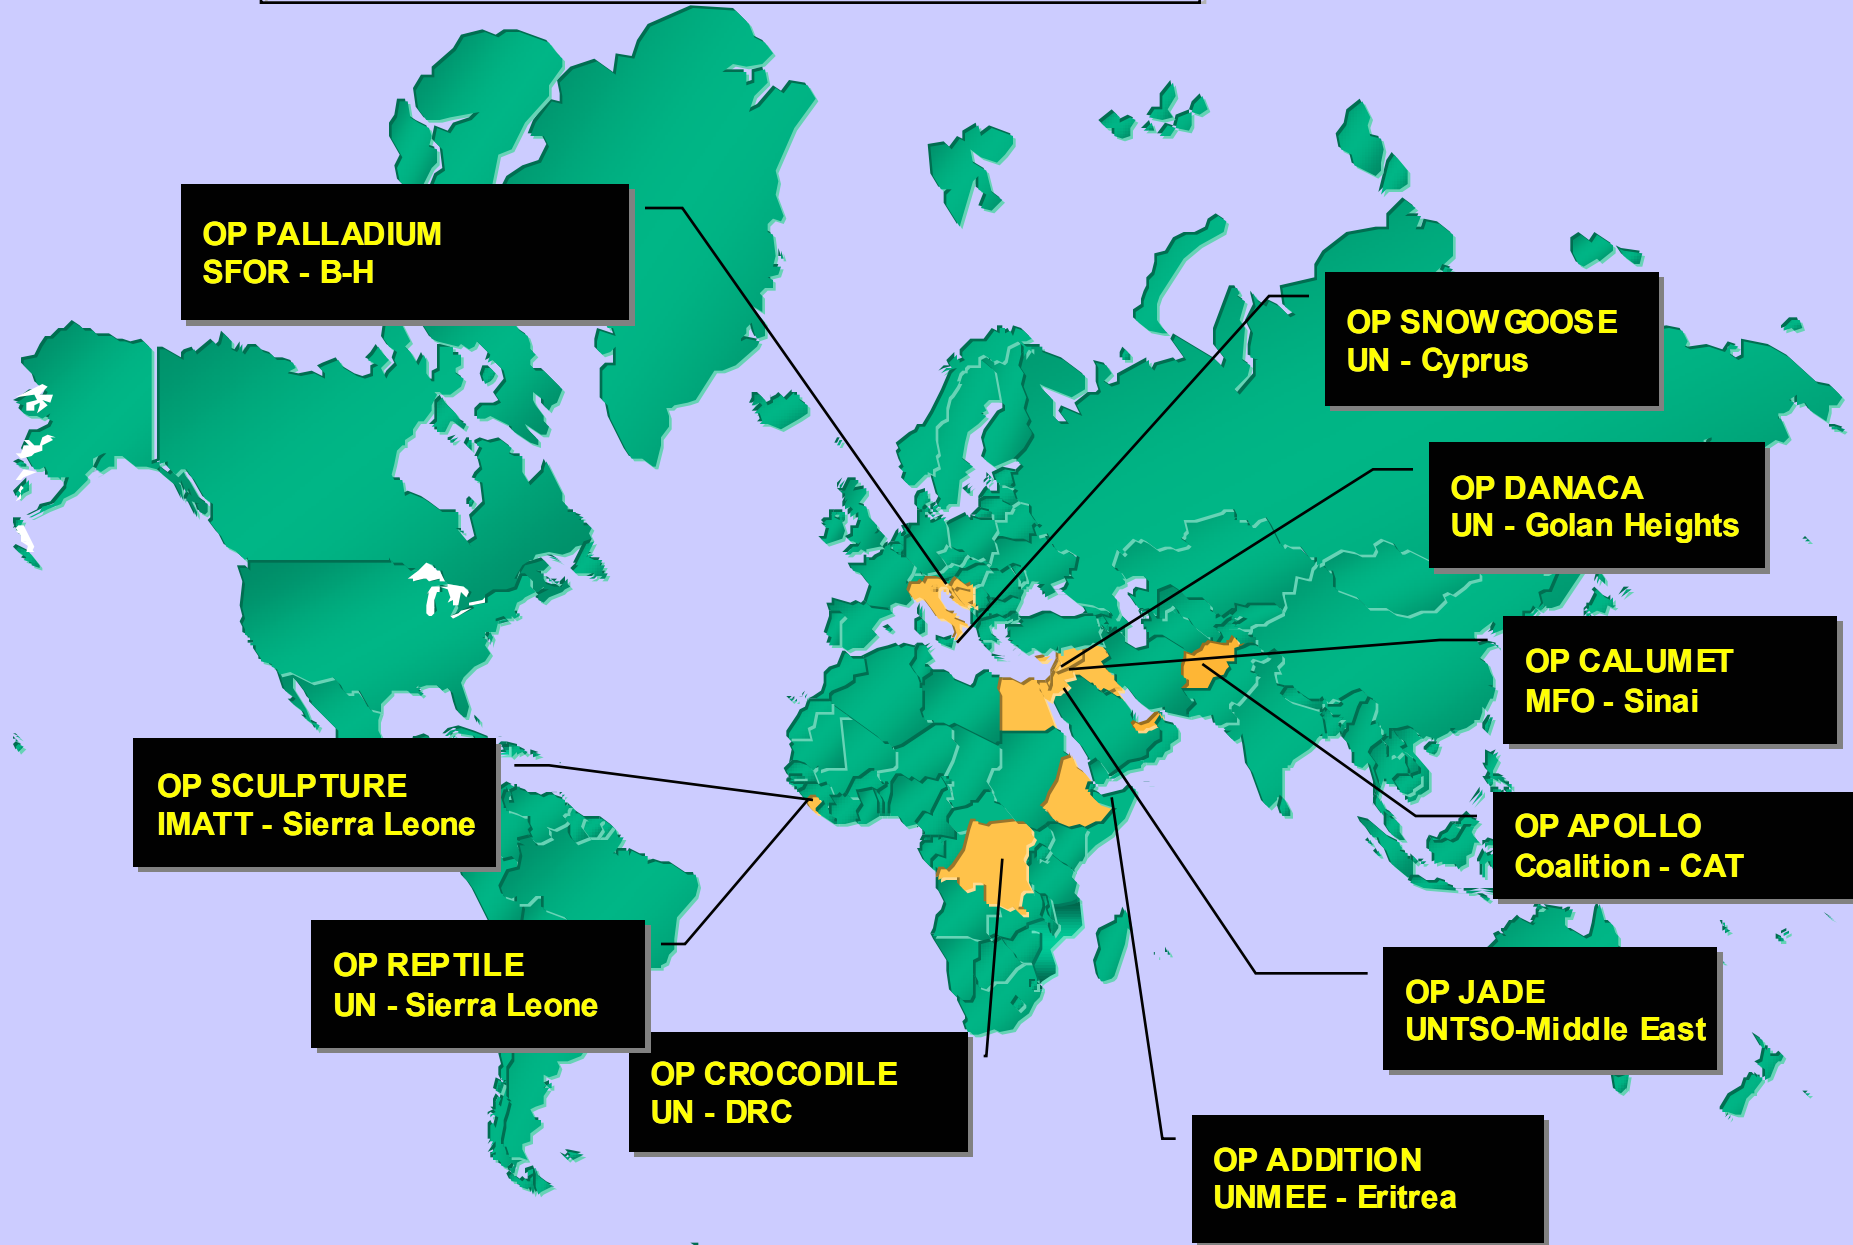 OP PALLADIUM
SFOR - B-H
OP SNOWGOOSE
UN - Cyprus
OP DANACA
UN - Golan Heights
OP CALUMET
MFO - Sinai
OP SCULPTURE
IMATT - Sierra Leone
OP APOLLO
Coalition - CAT
OP REPTILE
UN - Sierra Leone
OP JADE
UNTSO-Middle East
OP CROCODILE
UN - DRC
OP ADDITION
UNMEE - Eritrea